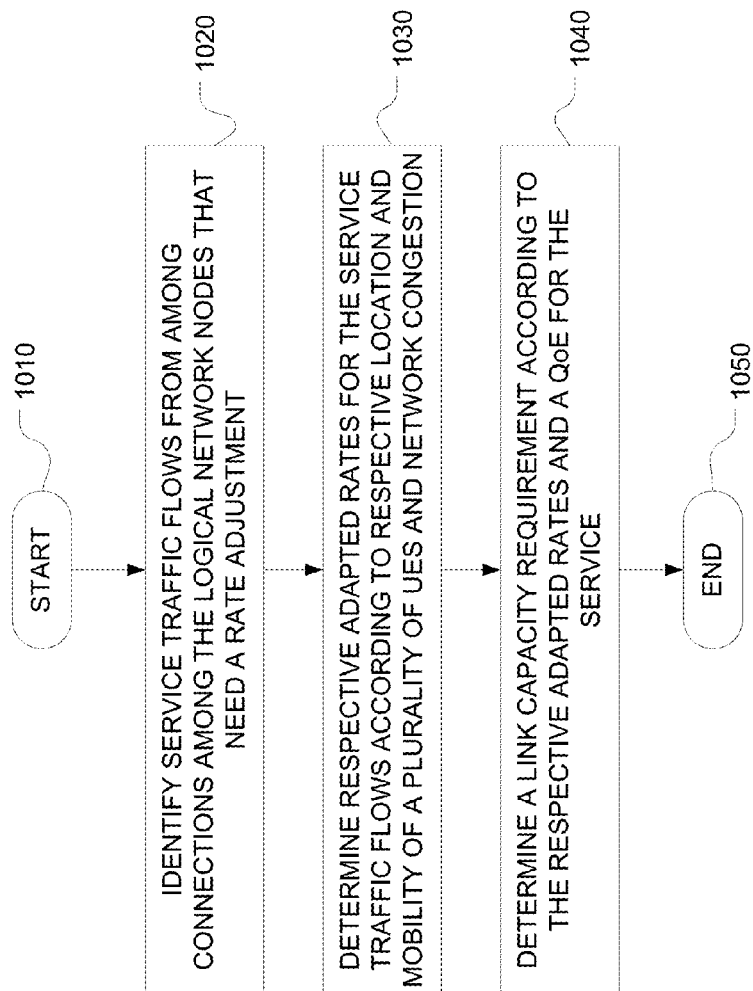 START
1010
IDENTIFY SERVICE TRAFFIC FLOWS FROM AMONG
CONNECTIONS AMONG THE LOGICAL NETWORK NODES THAT
NEED A RATE ADJUSTMENT
1020
DETERMINE RESPECTIVE ADAPTED RATES FOR THE SERVICE
TRAFFIC FLOWS ACCORDING TO RESPECTIVE LOCATION AND
MOBILITY OF A PLURALITY OF UES AND NETWORK CONGESTION
1030
DETERMINE A LINK CAPACITY REQUIREMENT ACCORDING TO
THE RESPECTIVE ADAPTED RATES AND A QoE FOR THE
SERVICE
1040
END
1050